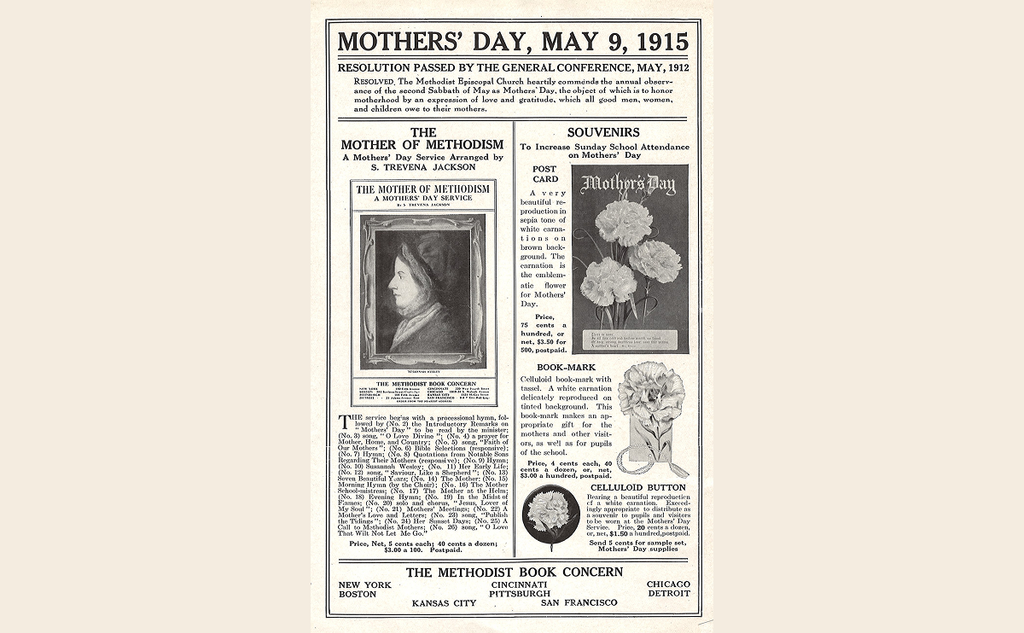 MOTHERS' DAY, MAY 9, 1915
RESOLUTION PASSED BY THE GENERAL CONFERENCE, MAY, 1912
RESOLVED, The Methodist Episcopal Church heartily commends the annual observ-
ance of the second Sabbath of May as Mothers' Day, the object of which is to honor
motherhood by an expression of love and gratitude, which all good men, women,
and children owe to their mothers.
THE
MOTHER OF METHODISM
A Mothers' Day Service Arranged by
S. TREVENA JACKSON
THE MOTHER OF METHODISM
A MOTHERS' DAY SERVICE
By S. TREVENA JACKSON
SUSANNAH WESLEY
THE METHODIST BOOK CONCERN
NEW YORK
CINCINNATI
BOSTON
CHICAGO
PITTSBURGH
KANSAS CITY
DETROIT
SAN FRANCISCO
THE service begins with a processional hymn, fol-
lowed by (No. 2) the Introductory Remarks on
"Mothers' Day" to be read by the minister;
(No. 3) song, "O Love Divine"; (No. 4) a prayer for
Mother, Home, and Country; (No. 5) song, "Faith of
Our Mothers"; (No. 6) Bible Selections (responsive);
(No. 7) Hymn; (No. 8) Quotations from Notable Sons
Regarding Their Mothers (responsive); (No. 9) Hymn;
(No. 10) Susannah Wesley; (No. 11) Her Early Life;
(No. 12) song, "Saviour, Like a Shepherd"; (No. 13)
Seven Beautiful Years; (No. 14) The Mother; (No. 15)
Morning Hymn (by the Choir); (No. 16) The Mother
School-mistress; (No. 17) The Mother at the Helm;
(No. 18) Evening Hymn; (No. 19) In the Midst of
Flames; (No. 20) solo and chorus, "Jesus, Lover of
My Soul"; (No. 21) Mothers' Meetings; (No. 22) A
Mother's Love and Letters; (No. 23) song, "Publish
the Tidings"; (No. 24) Her Sunset Days; (No. 25) A
Call to Methodist Mothers; (No. 26) song, "O Love
That Wilt Not Let Me Go."
Price, Net, 5 cents each; 40 cents a dozen;
$3.00 a 100. Postpaid.
SOUVENIRS
To Increase Sunday School Attendance
on Mothers' Day
POST
CARD
A very
beautiful re-
production in
sepia tone of
white carna-
tions on
brown back-
ground. The
carnation is
the emblem-
atic flower
for Mothers'
Day.
Price,
75 cents a
hundred, or
net, $3.50 for
500, postpaid.
Mother's Day
BOOK-MARK
Celluloid book-mark with
tassel. A white carnation
delicately reproduced on
tinted background. This
book-mark makes an ap-
propriate gift for the
mothers and other visit-
ors, as well as for pupils
of the school.
Price, 4 cents each, 40
cents a dozen, or, net,
$3.00 a hundred, postpaid.
CELLULOID BUTTON
Bearing a beautiful reproduction
of a white carnation. Exceed-
ingly appropriate to distribute as
a souvenir to pupils and visitors
to be worn at the Mothers' Day
Service. Price, 20 cents a dozen,
or, net, $1.50 a hundred, postpaid.
Send 5 cents for sample set,
Mothers' Day supplies
THE METHODIST BOOK CONCERN
NEW YORK CINCINNATI CHICAGO
BOSTON PITTSBURGH DETROIT
KANSAS CITY SAN FRANCISCO